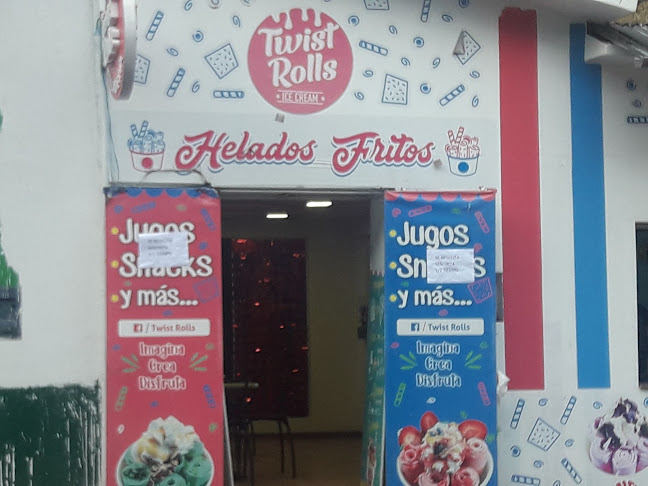 Twist
Rolls
ICE CREAM
Helados Fritos
Jugos
Snacks
y más...
f / Twist Rolls
Imagina
Crea
Disfruta
Jugos
Sn
s
y más...
f / Twist Rolls
Imagina
Crea
Disfruta